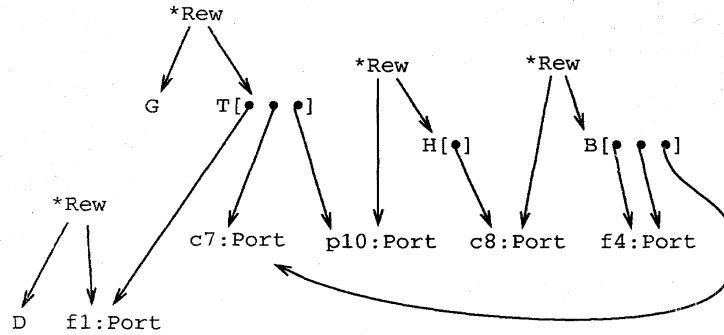 *Rew
*Rew
*Rew
G
T[● ● ●]
H[●]
B[● ● ●]
*Rew
c7:Port
p10:Port
c8:Port
f4:Port
D
f1:Port